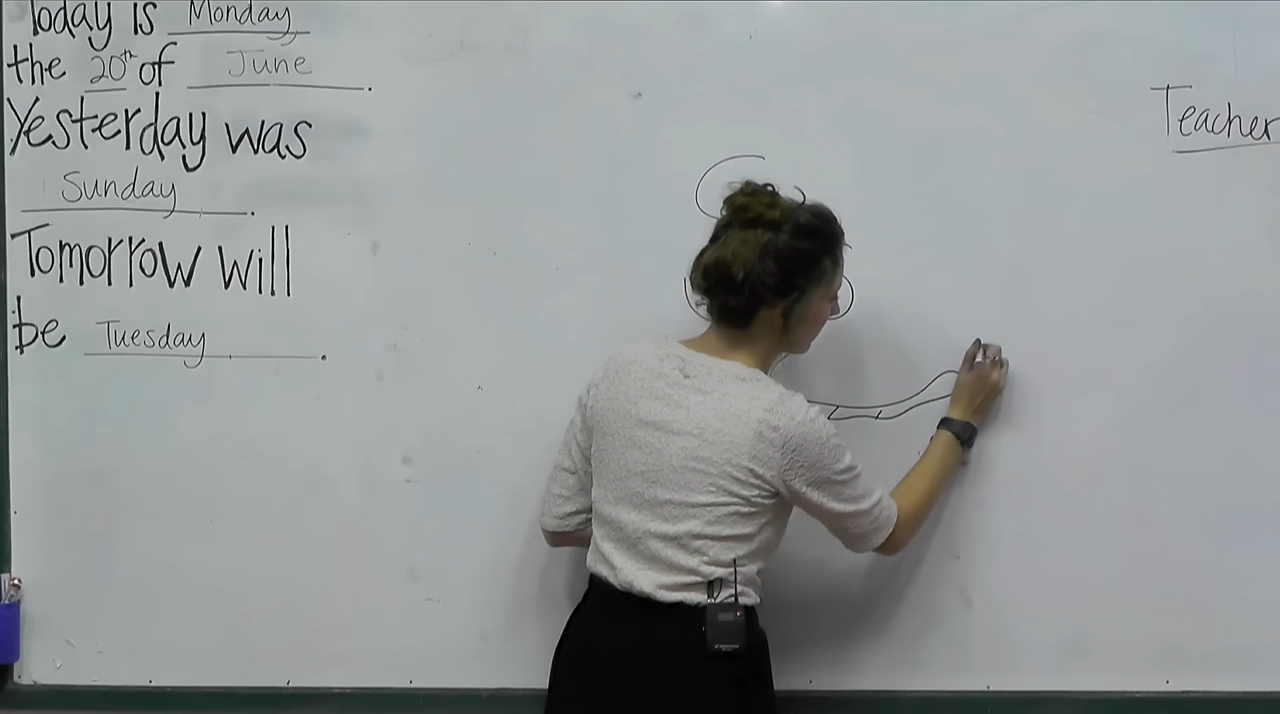 Today is Monday
the 20th of June.
Yesterday was
Sunday.
Tomorrow will
be Tuesday.
Teacher